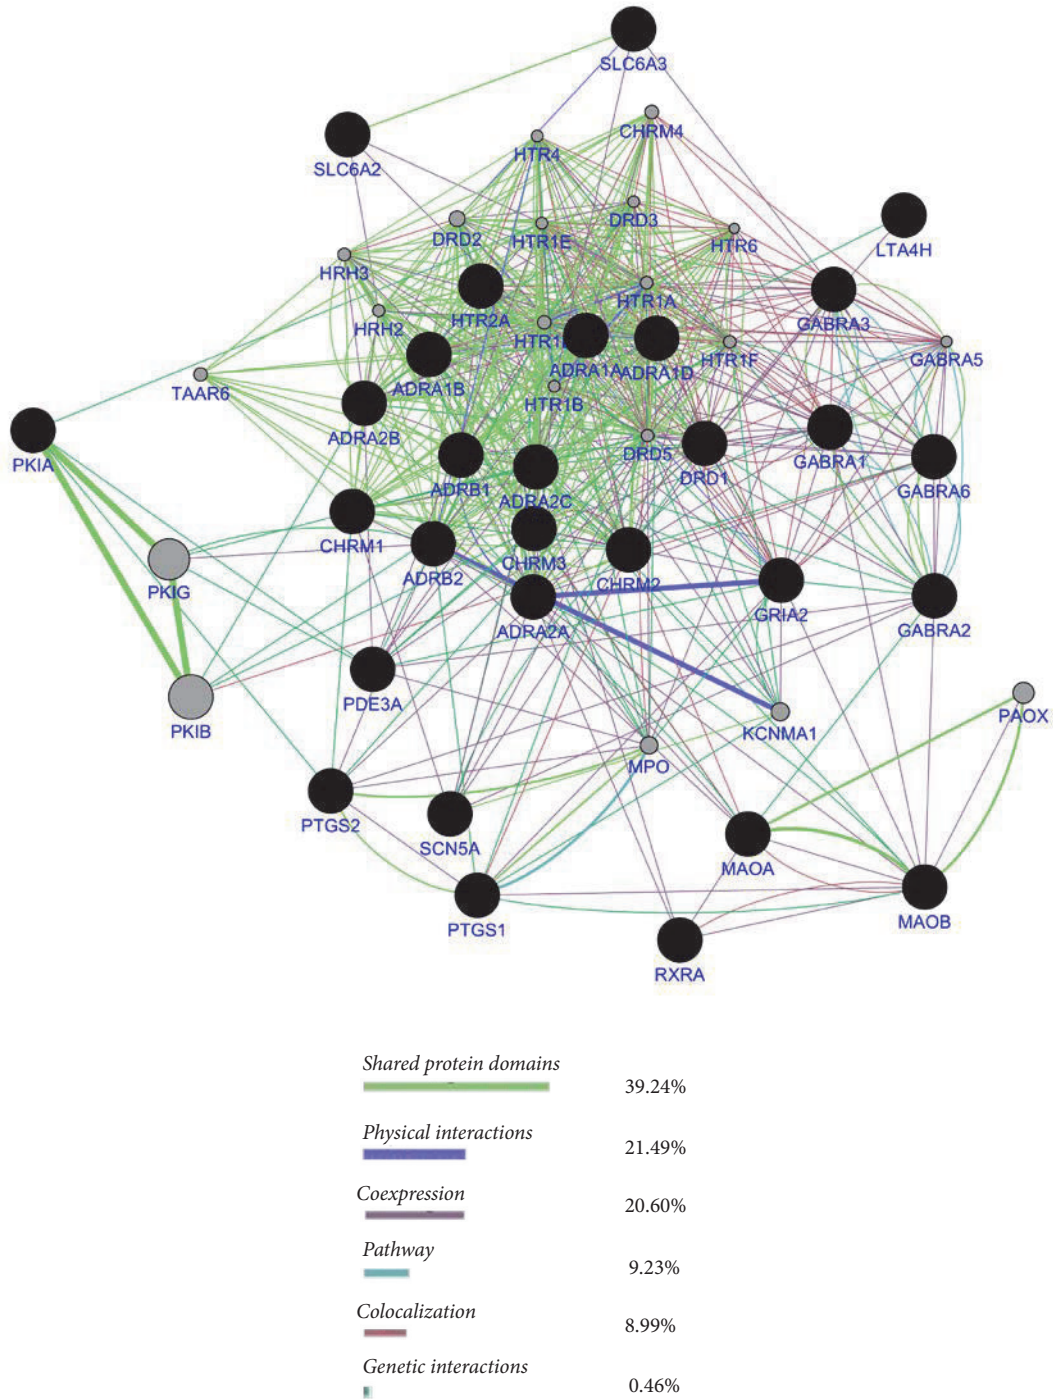 SLC6A3
CHRM4
HTR4
SLC6A2
DRD3
DRD2
HTR1E
HTR6
LTA4H
HRH3
HTR1A
HTR2A
GABRA3
HRH2
GABRA5
ADRA1A
ADRA1D
HTR1F
ADRA1B
TAAR6
HTR1B
ADRA2B
PKIA
DRD5
DRD1
GABRA1
ADRB1
ADRA2C
GABRA6
CHRM1
CHRM3
ADRB2
CHRM2
PKIG
GRIA2
ADRA2A
GABRA2
PDE3A
PAOX
PKIB
KCNMA1
MPO
PTGS2
SCN5A
MAOA
PTGS1
MAOB
RXRA
Shared protein domains
39.24%
Physical interactions
21.49%
Coexpression
20.60%
Pathway
9.23%
Colocalization
8.99%
Genetic interactions
0.46%